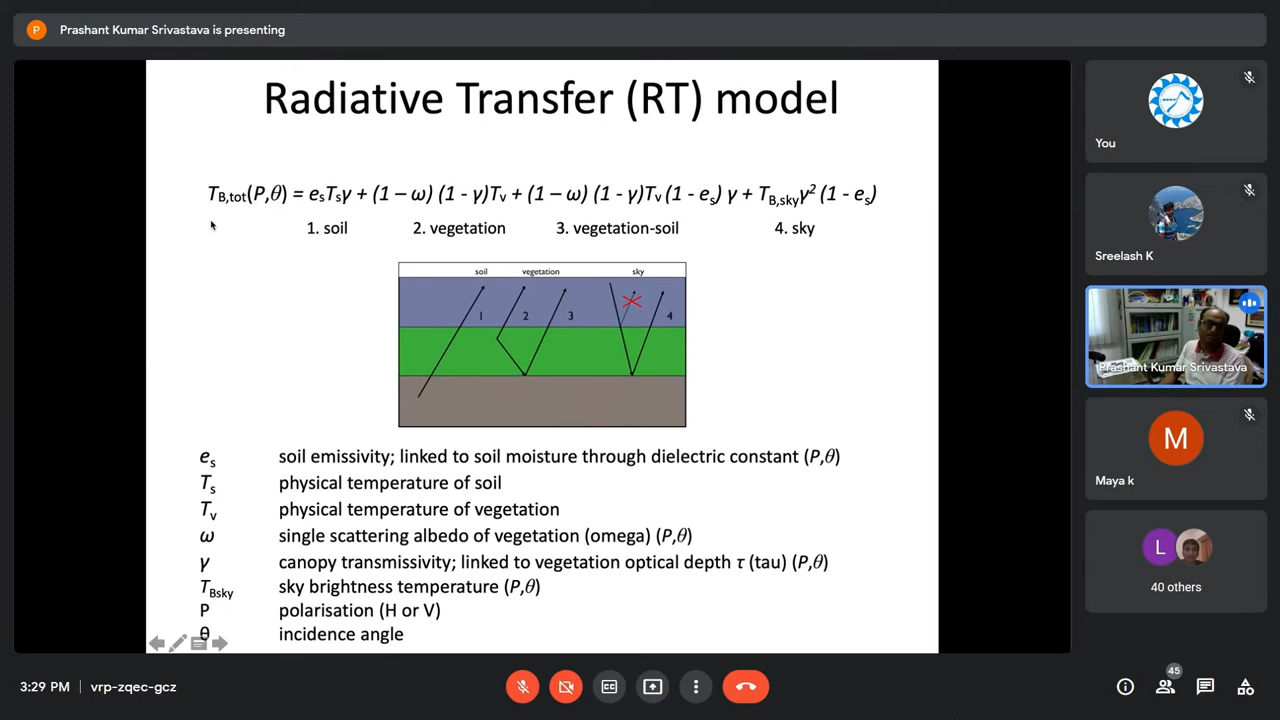 P Prashant Kumar Srivastava is presenting
Radiative Transfer (RT) model
T_B,tot(P,θ) = e_sT_sγ + (1 – ω) (1 - γ)T_v + (1 – ω) (1 - γ)T_v (1 - e_s) γ + T_B,skyγ² (1 - e_s)
1. soil 2. vegetation 3. vegetation-soil 4. sky
soil vegetation sky
1 2 3 4
e_s soil emissivity; linked to soil moisture through dielectric constant (P,θ)
T_s physical temperature of soil
T_v physical temperature of vegetation
ω single scattering albedo of vegetation (omega) (P,θ)
γ canopy transmissivity; linked to vegetation optical depth τ (tau) (P,θ)
T_Bsky sky brightness temperature (P,θ)
P polarisation (H or V)
θ incidence angle
You
Sreelash K
Prashant Kumar Srivastava
M
Maya k
L
40 others
3:29 PM | vrp-zqec-gcz
CC
45